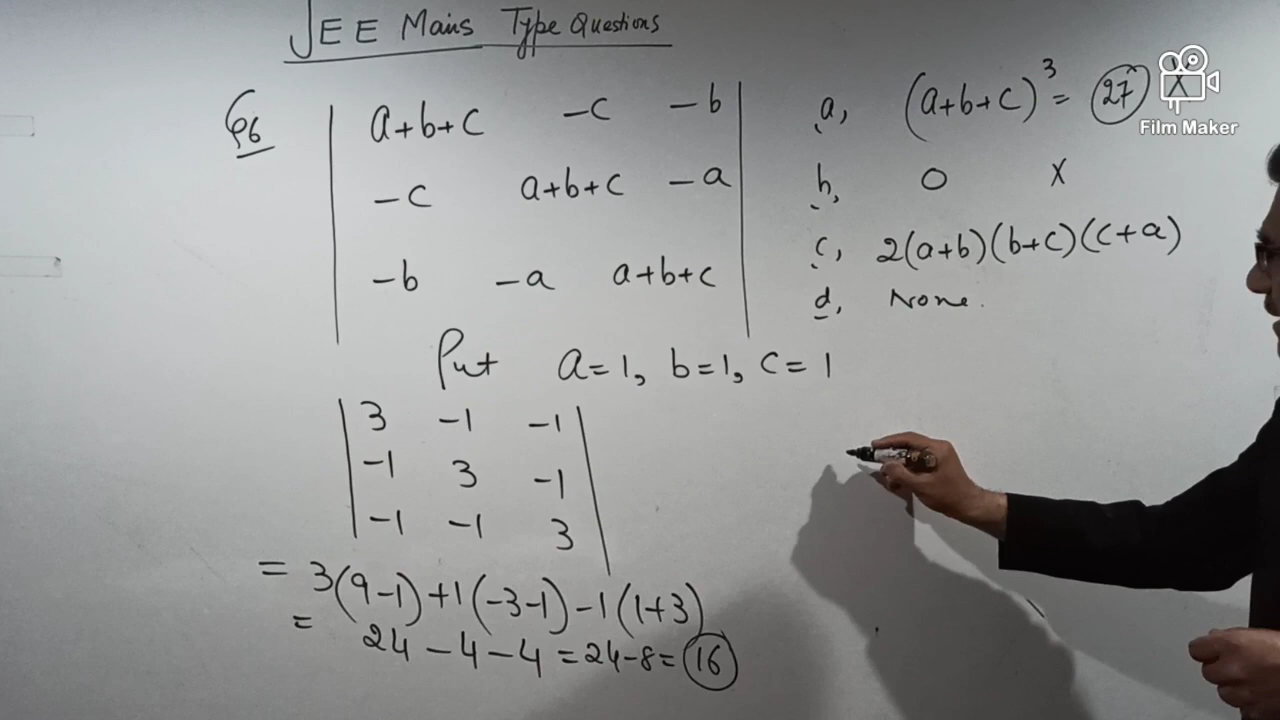 JEE Mains Type Questions
Q6
a+b+c -c -b
-c a+b+c -a
-b -a a+b+c
a, (a+b+c)³ = 27 X
b, 0 X
c, 2(a+b)(b+c)(c+a)
d, None.
Film Maker
Put a=1, b=1, c=1
3 -1 -1
-1 3 -1
-1 -1 3
= 3(9-1)+1(-3-1)-1(1+3)
= 24-4-4=24-8=16